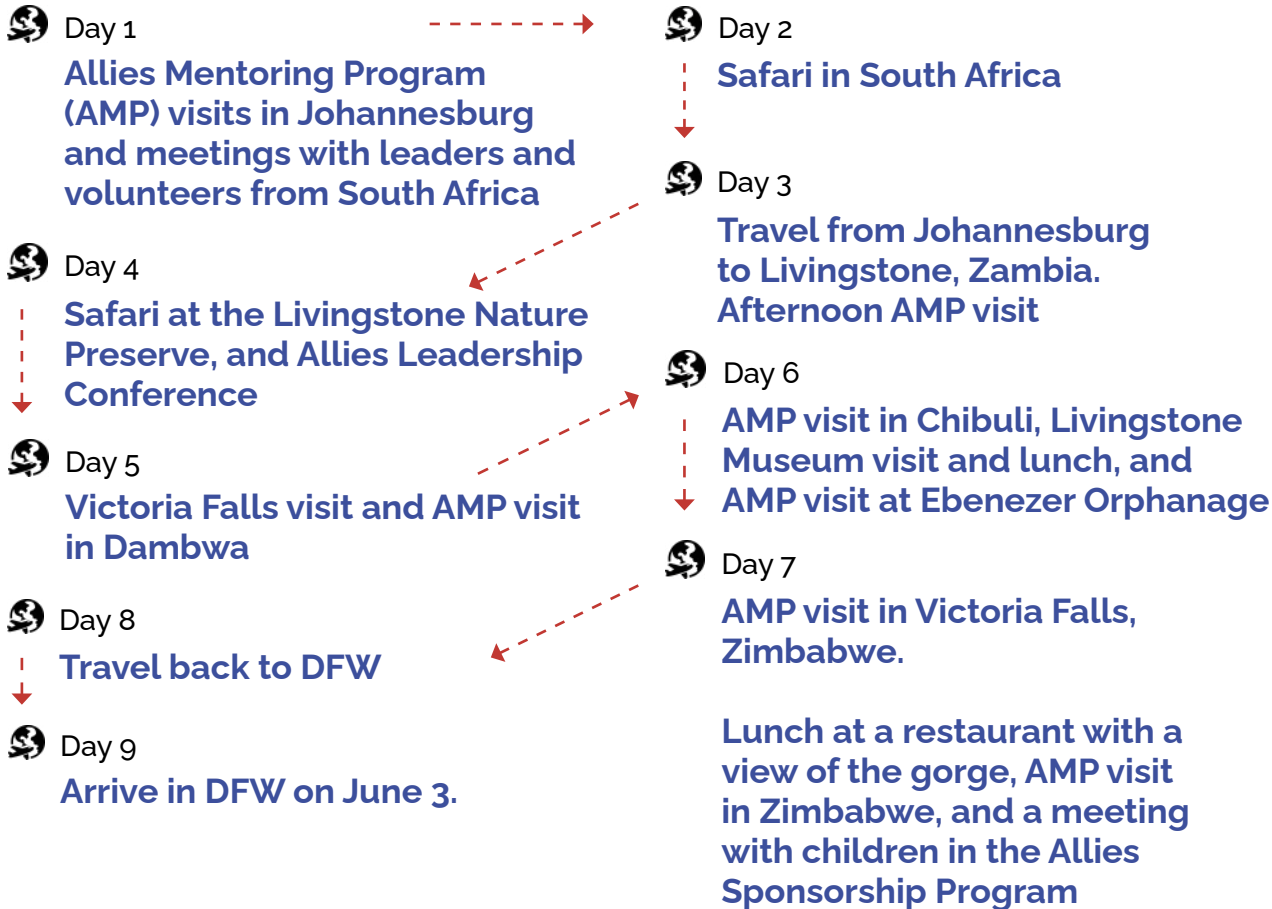 Day 1
Allies Mentoring Program
(AMP) visits in Johannesburg
and meetings with leaders and
volunteers from South Africa
Day 2
Safari in South Africa
Day 3
Travel from Johannesburg
to Livingstone, Zambia.
Afternoon AMP visit
Day 4
Safari at the Livingstone Nature
Preserve, and Allies Leadership
Conference
Day 5
Victoria Falls visit and AMP visit
in Dambwa
Day 6
AMP visit in Chibuli, Livingstone
Museum visit and lunch, and
AMP visit at Ebenezer Orphanage
Day 7
AMP visit in Victoria Falls,
Zimbabwe.
Lunch at a restaurant with a
view of the gorge, AMP visit
in Zimbabwe, and a meeting
with children in the Allies
Sponsorship Program
Day 8
Travel back to DFW
Day 9
Arrive in DFW on June 3.